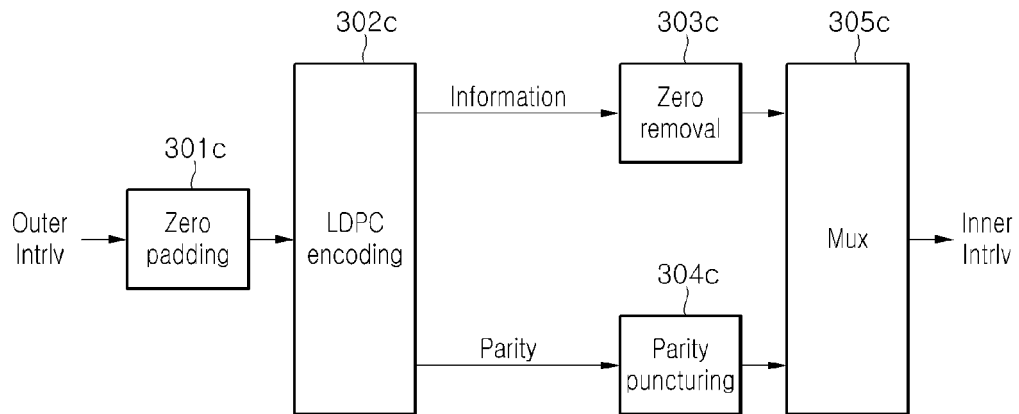 302c
303c
305c
Information
Zero
removal
301c
Outer
Intrlv
Zero
padding
LDPC
encoding
Mux
Inner
Intrlv
304c
Parity
Parity
puncturing